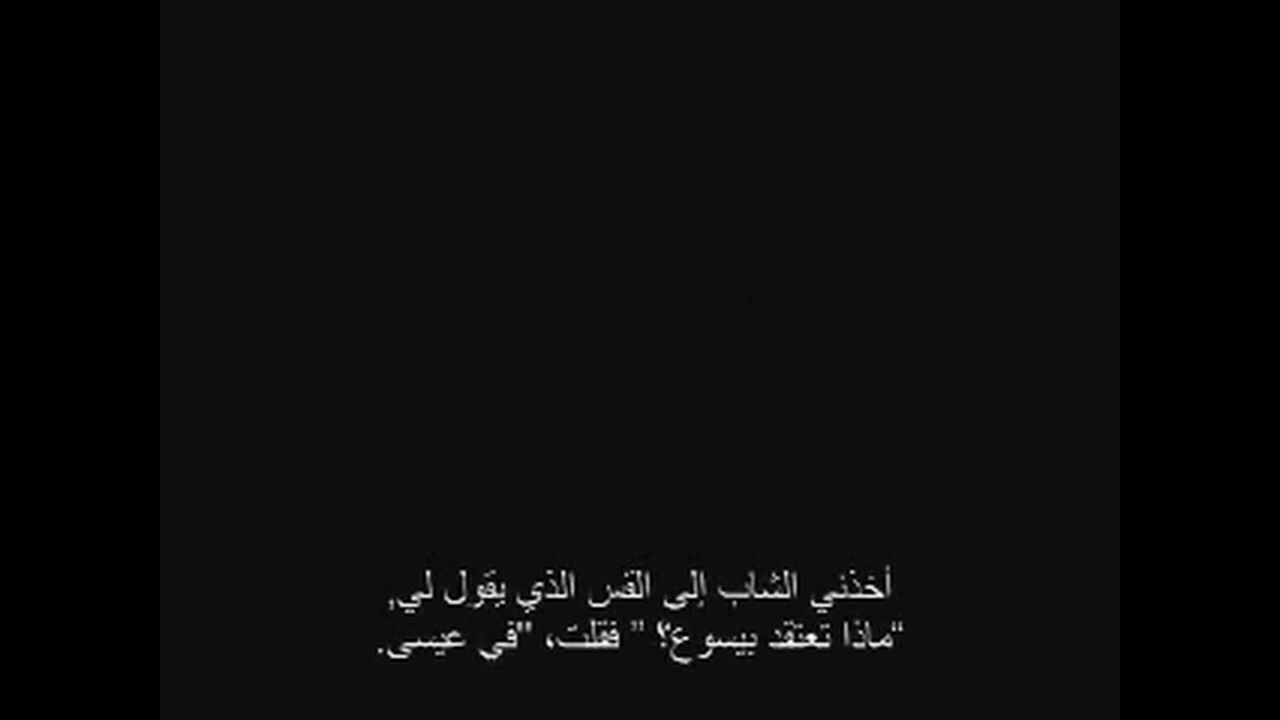 أخذني الشاب إلى القس الذي يقول لي,
“ماذا تعتقد بيسوع؟ ” فقلت، "في عيسى.